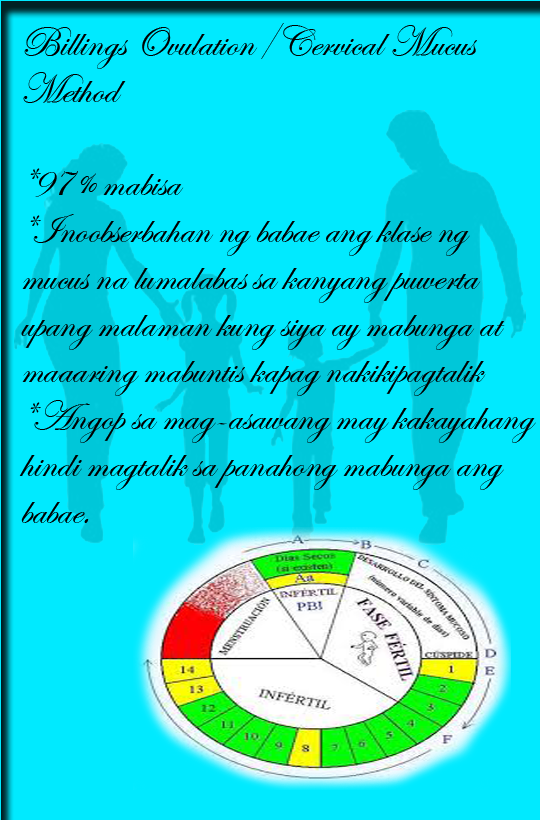 Billings Ovulation /Cervical Mucus
Method
*97% mabisa
*Inoobserbahan ng babae ang klase ng
mucus na lumalabas sa kanyang puwerta
upang malaman kung siya ay mabunga at
maaaring mabuntis kapag nakikipagtalik
*Angop sa mag-asawang may kakayahang
hindi magtalik sa panahong mabunga ang
babae.
A
B
C
Dias Secos
(si existen)
Aa
INFÉRTIL
PBI
DESARROLLO DEL SÍNTOMA MUCOSO
(número variable de días)
MENSTRUACIÓN
FASE FÉRTIL
CÚSPIDE
D
E
1
2
3
4
5
6
7
8
9
10
11
12
13
14
INFÉRTIL
F